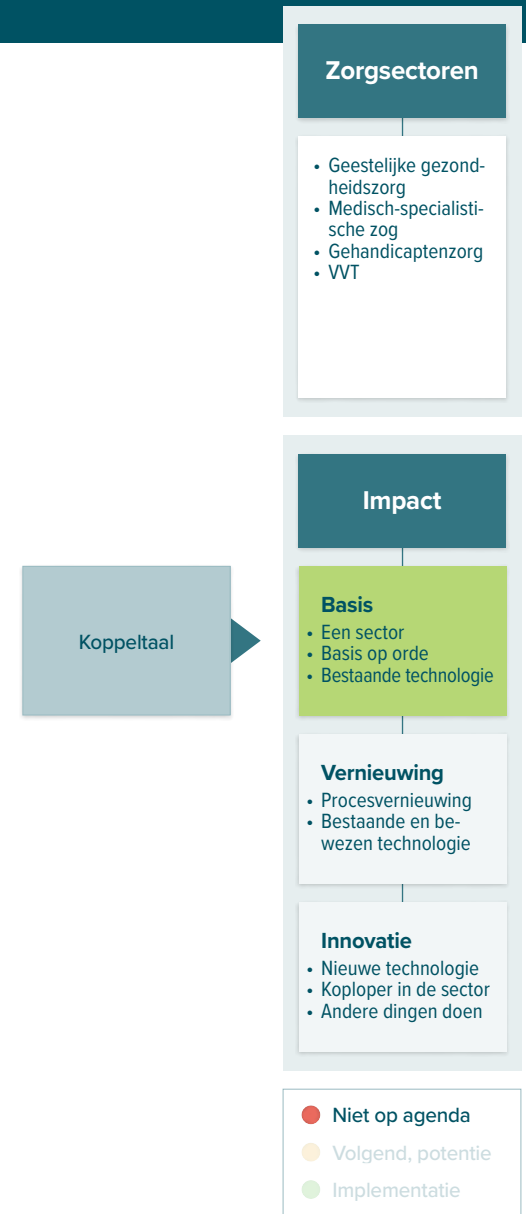 Zorgsectoren
• Geestelijke gezond-
heidszorg
• Medisch-specialisti-
sche zog
• Gehandicaptenzorg
• VVT
Impact
Koppeltaal
Basis
• Een sector
• Basis op orde
• Bestaande technologie
Vernieuwing
• Procesvernieuwing
• Bestaande en be-
wezen technologie
Innovatie
• Nieuwe technologie
• Koploper in de sector
• Andere dingen doen
Niet op agenda
Volgend, potentie
Implementatie